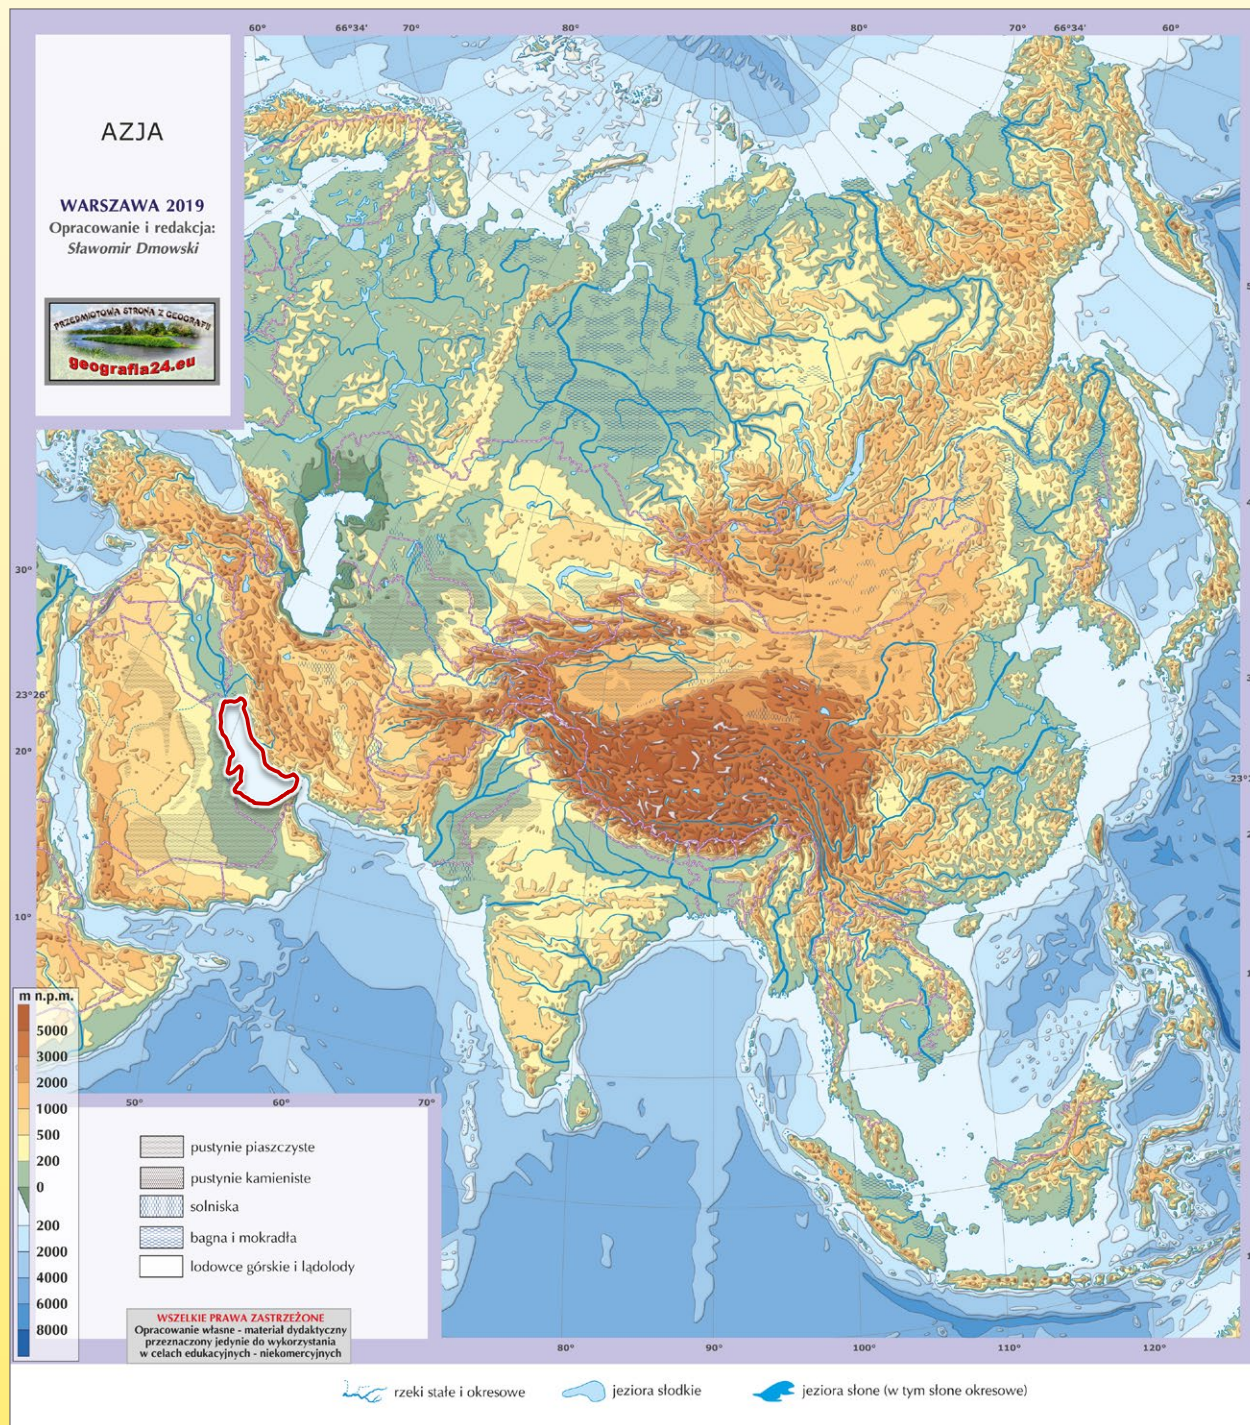 60°
66°34'
70°
80°
80°
70°
66°34'
60°
AZJA
WARSZAWA 2019
Opracowanie i redakcja:
Sławomir Dmowski
PRZEDMIOTOWA STRONA Z GEOGRAFII
geografia24.eu
30°
23°26'
20°
10°
m n.p.m.
5000
3000
2000
1000
500
200
0
200
2000
4000
6000
8000
50°
60°
70°
pustynie piaszczyste
pustynie kamieniste
solniska
bagna i mokradła
lodowce górskie i lądolody
WSZELKIE PRAWA ZASTRZEŻONE
Opracowanie własne - materiał dydaktyczny
przeznaczony jedynie do wykorzystania
w celach edukacyjnych - niekomercyjnych
80°
90°
100°
110°
120°
rzeki stałe i okresowe
jeziora słodkie
jeziora słone (w tym słone okresowe)